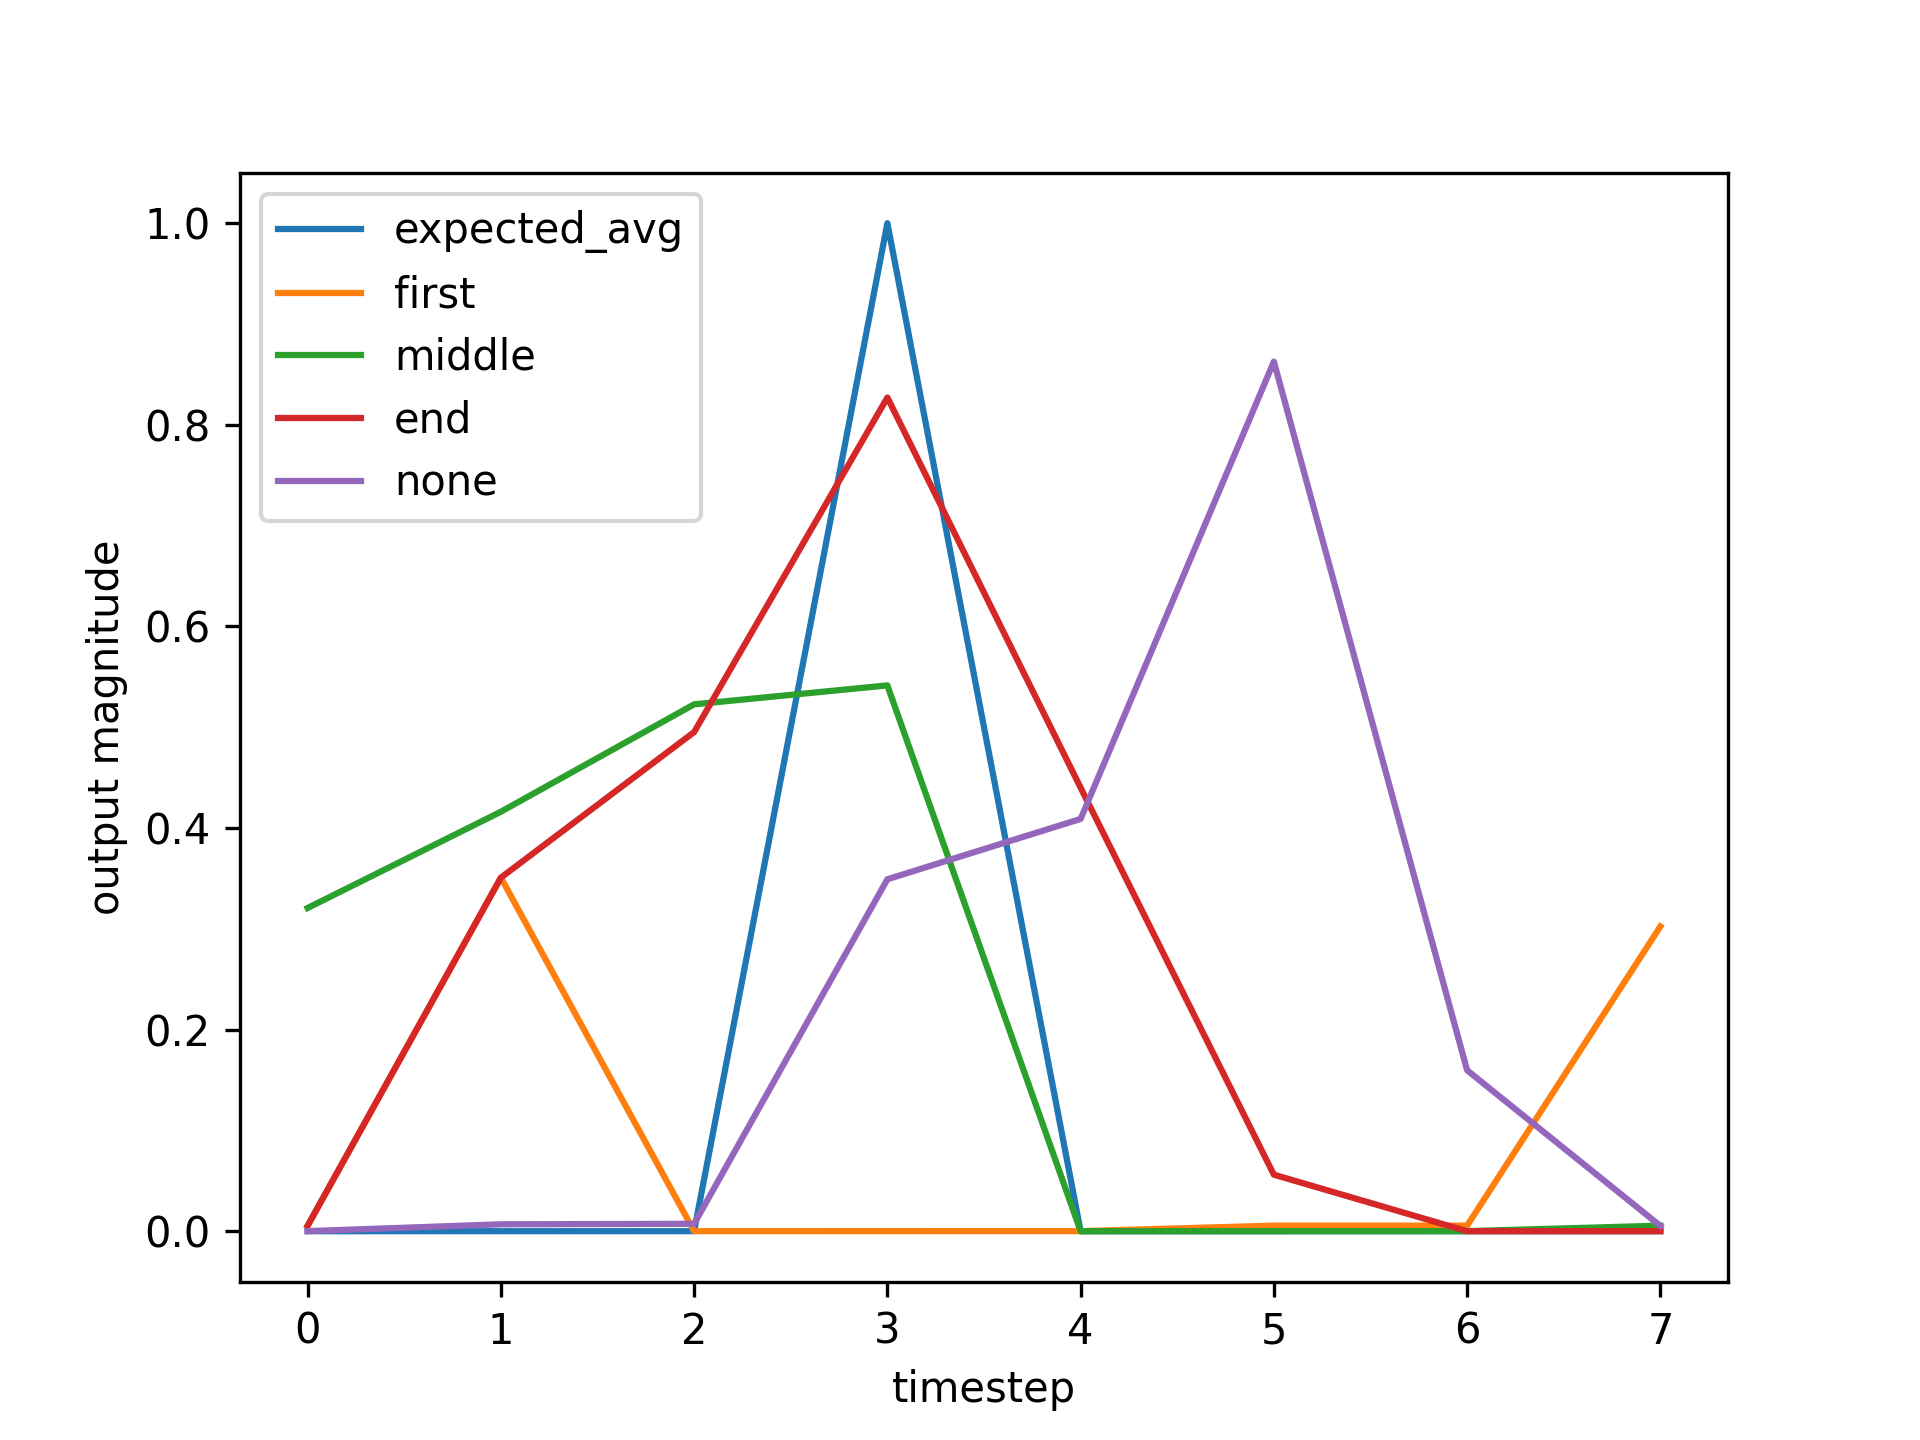 expected_avg
first
middle
end
none
output magnitude
1.0
0.8
0.6
0.4
0.2
0.0
0 1 2 3 4 5 6 7
timestep